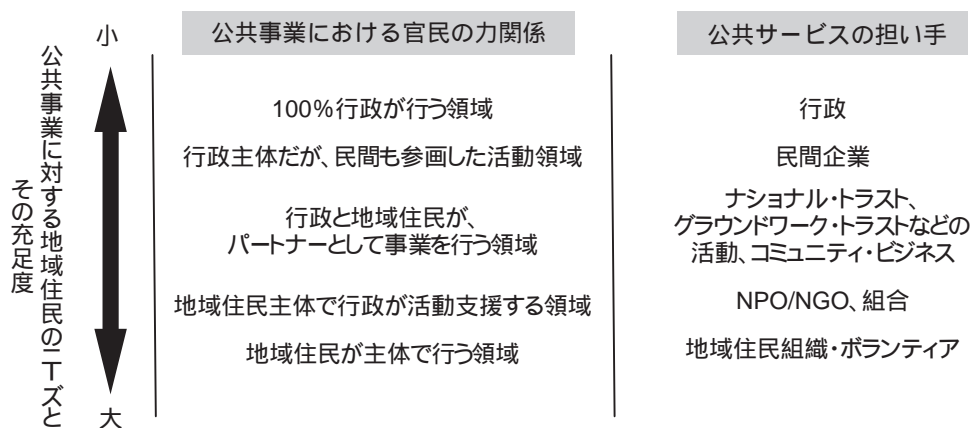 公共事業に対する地域住民のニーズと
その充足度
小
大
公共事業における官民の力関係
100%行政が行う領域
行政主体だが、民間も参画した活動領域
行政と地域住民が、
パートナーとして事業を行う領域
地域住民主体で行政が活動支援する領域
地域住民が主体で行う領域
公共サービスの担い手
行政
民間企業
ナショナル・トラスト、
グラウンドワーク・トラストなどの
活動、コミュニティ・ビジネス
NPO/NGO、組合
地域住民組織・ボランティア